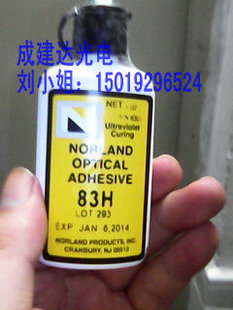 成建达光电
刘小姐：15019296524
NET
Ultraviolet
Curing
NORLAND
OPTICAL
ADHESIVE
83H
LOT 293
EXP JAN 6,2014
NORLAND PRODUCTS, INC.
CRANBURY, NJ 08512